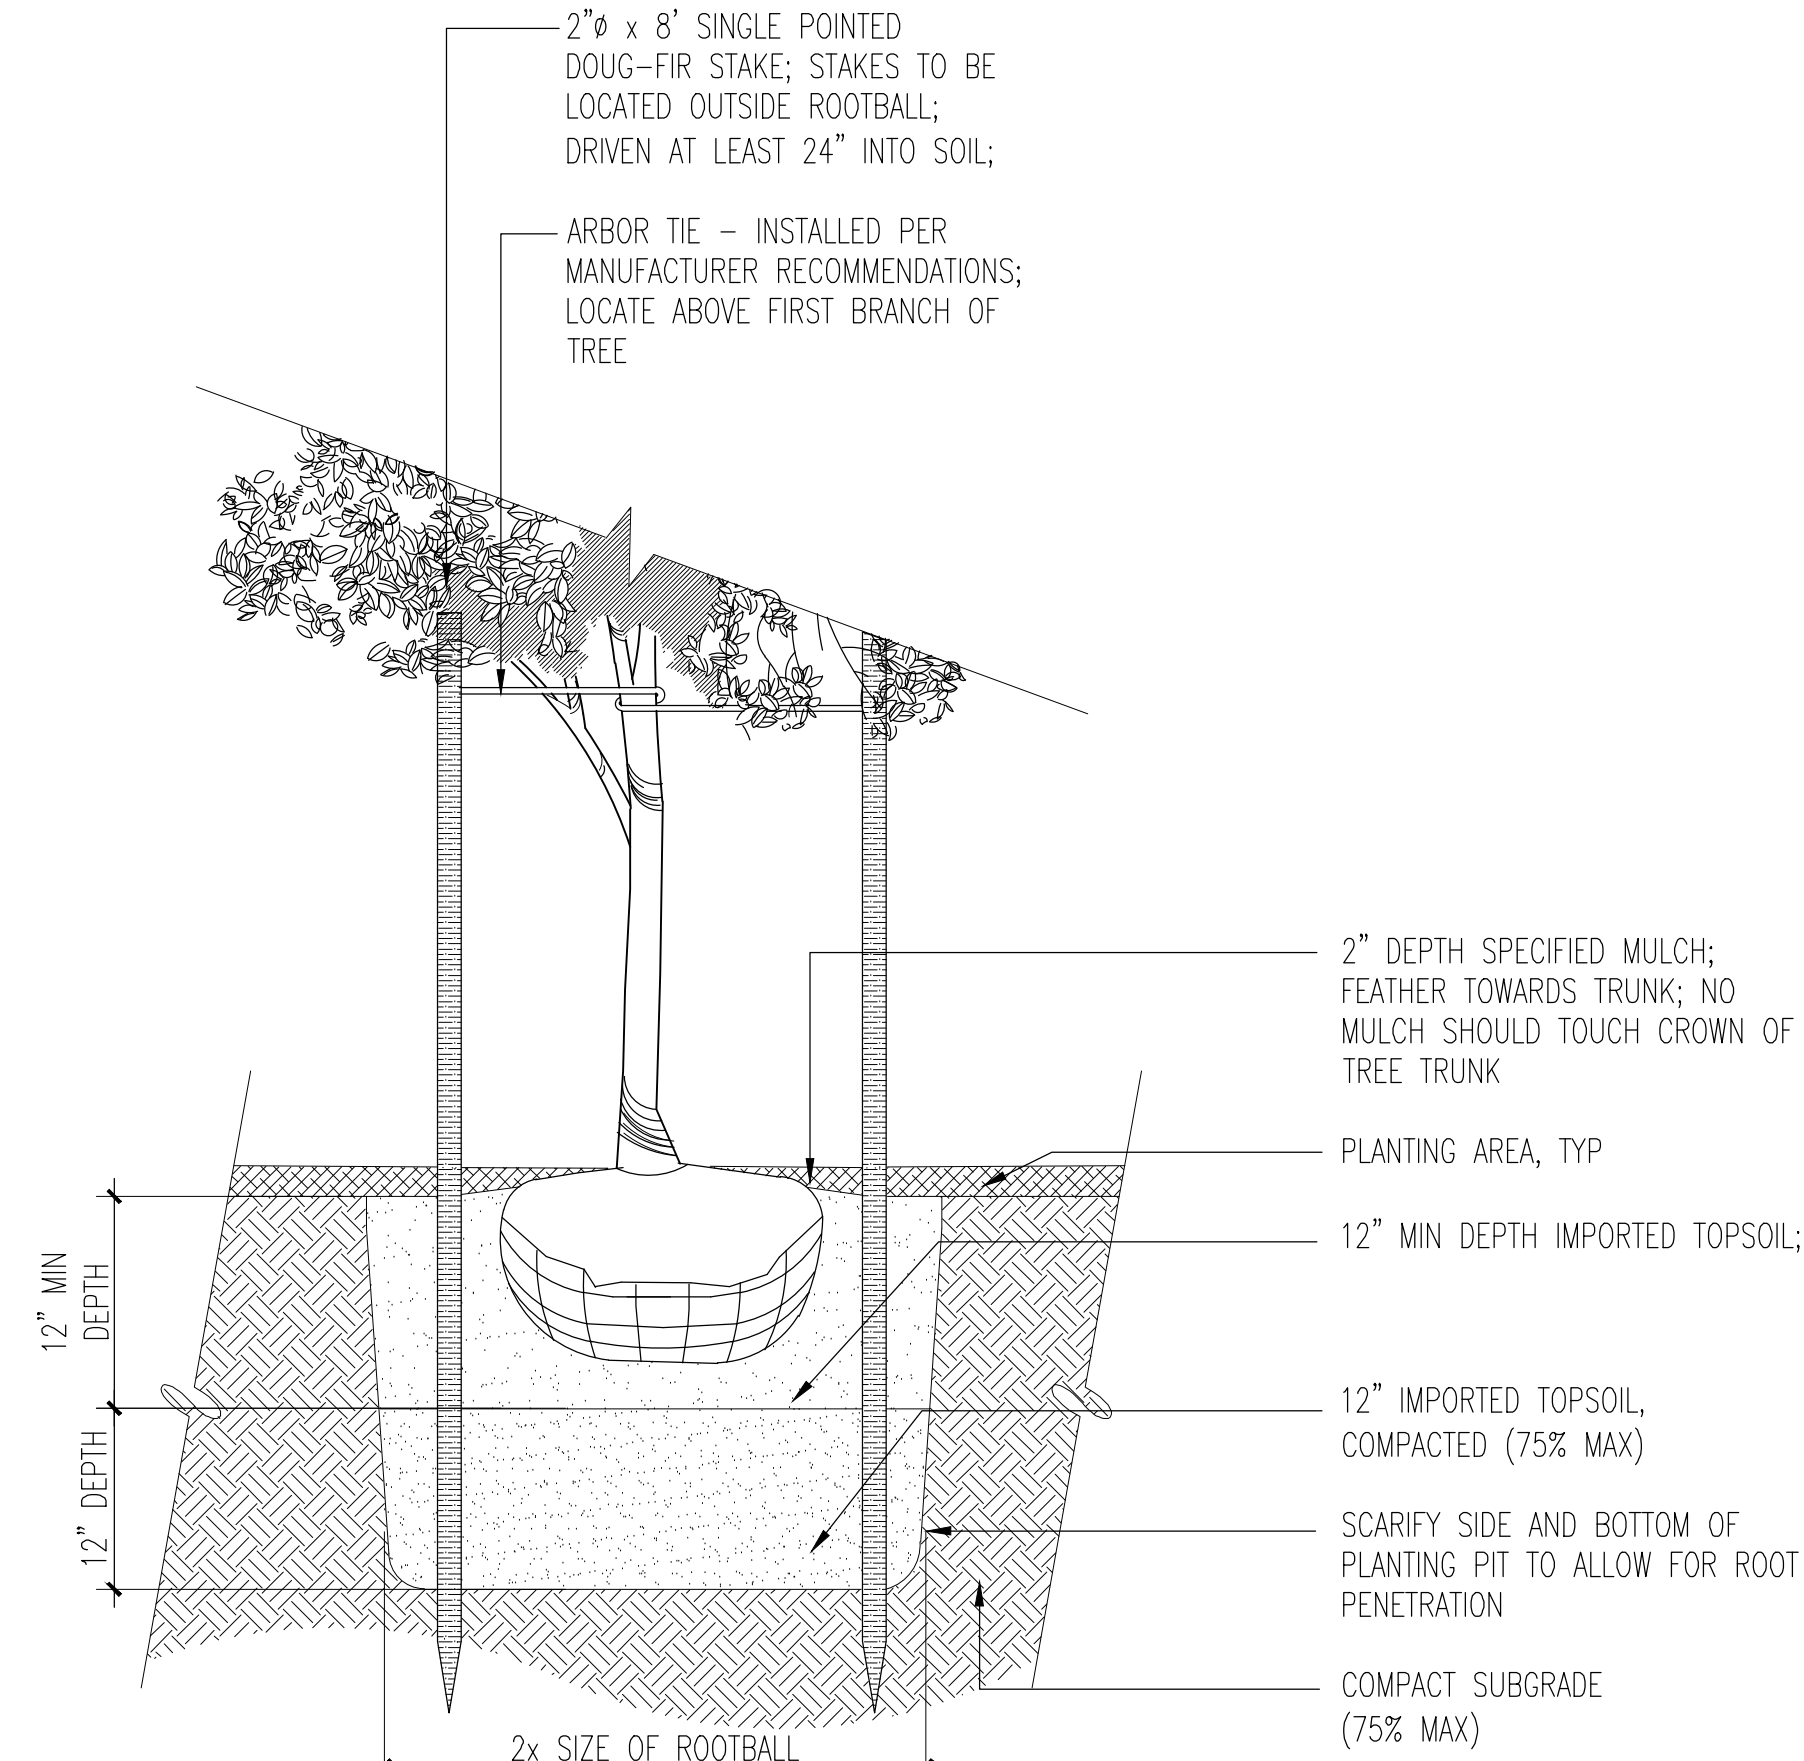 2"ø x 8' SINGLE POINTED
DOUG-FIR STAKE; STAKES TO BE
LOCATED OUTSIDE ROOTBALL;
DRIVEN AT LEAST 24" INTO SOIL;
ARBOR TIE - INSTALLED PER
MANUFACTURER RECOMMENDATIONS;
LOCATE ABOVE FIRST BRANCH OF
TREE
2" DEPTH SPECIFIED MULCH;
FEATHER TOWARDS TRUNK; NO
MULCH SHOULD TOUCH CROWN OF
TREE TRUNK
PLANTING AREA, TYP
12" MIN DEPTH IMPORTED TOPSOIL;
12" MIN
DEPTH
12" IMPORTED TOPSOIL,
COMPACTED (75% MAX)
12" DEPTH
SCARIFY SIDE AND BOTTOM OF
PLANTING PIT TO ALLOW FOR ROOT
PENETRATION
COMPACT SUBGRADE
(75% MAX)
2x SIZE OF ROOTBALL